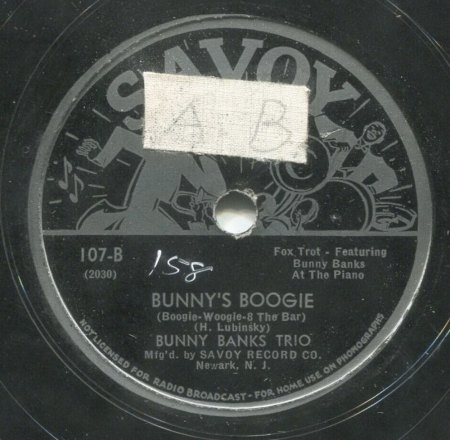 SAVOY
A B
107-B
(2030)
158
Fox Trot - Featuring
Bunny Banks
At The Piano
BUNNY'S BOOGIE
(Boogie-Woogie-8 The Bar)
(H. Lubinsky)
BUNNY BANKS TRIO
Mfg'd. by SAVOY RECORD CO.
Newark, N. J.
NOT LICENSED FOR RADIO BROADCAST - FOR HOME USE ON PHONOGRAPHS